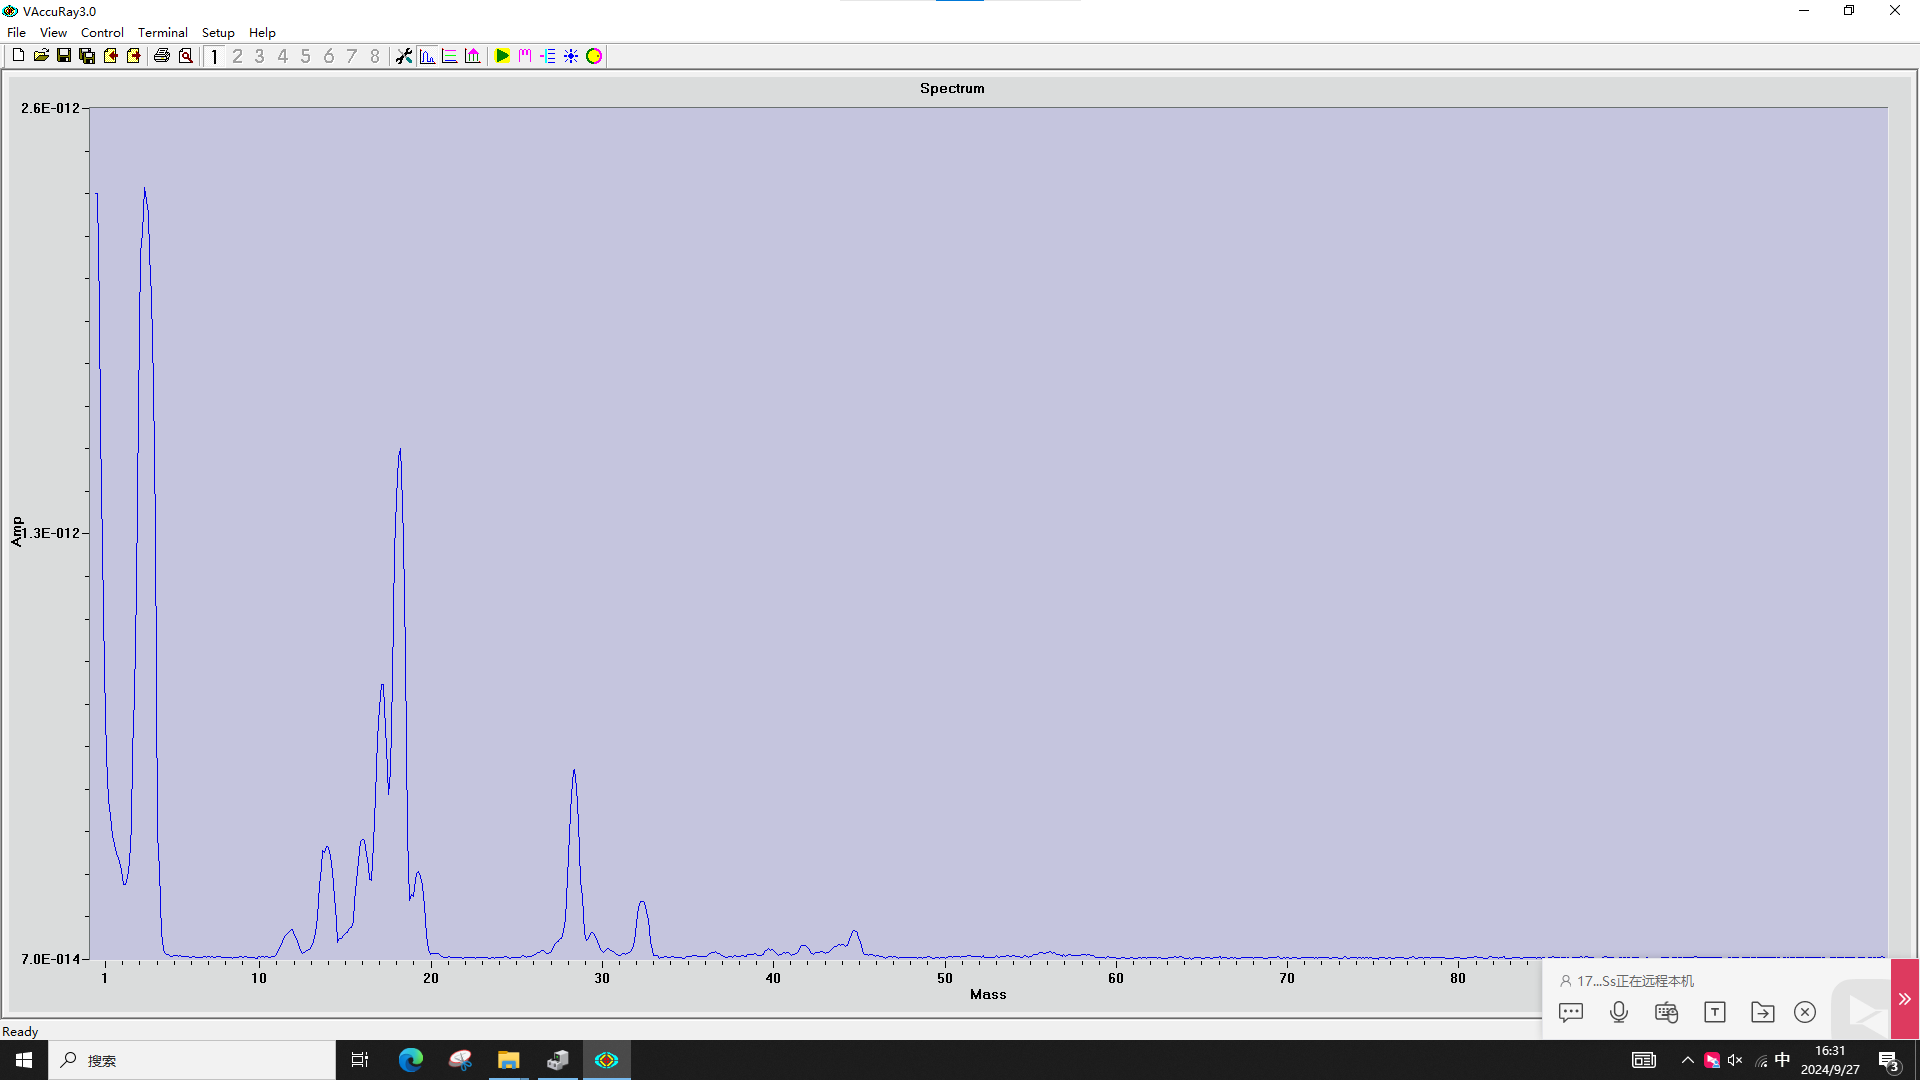 VAccuRay3.0
File View Control Terminal Setup Help
1 2 3 4 5 6 7 8
Spectrum
2.6E-012
1.3E-012
7.0E-014
Amp
1 10 20 30 40 50 60 70 80
Mass
17...Ss正在远程本机
T
Ready
搜索
中
16:31
2024/9/27
3